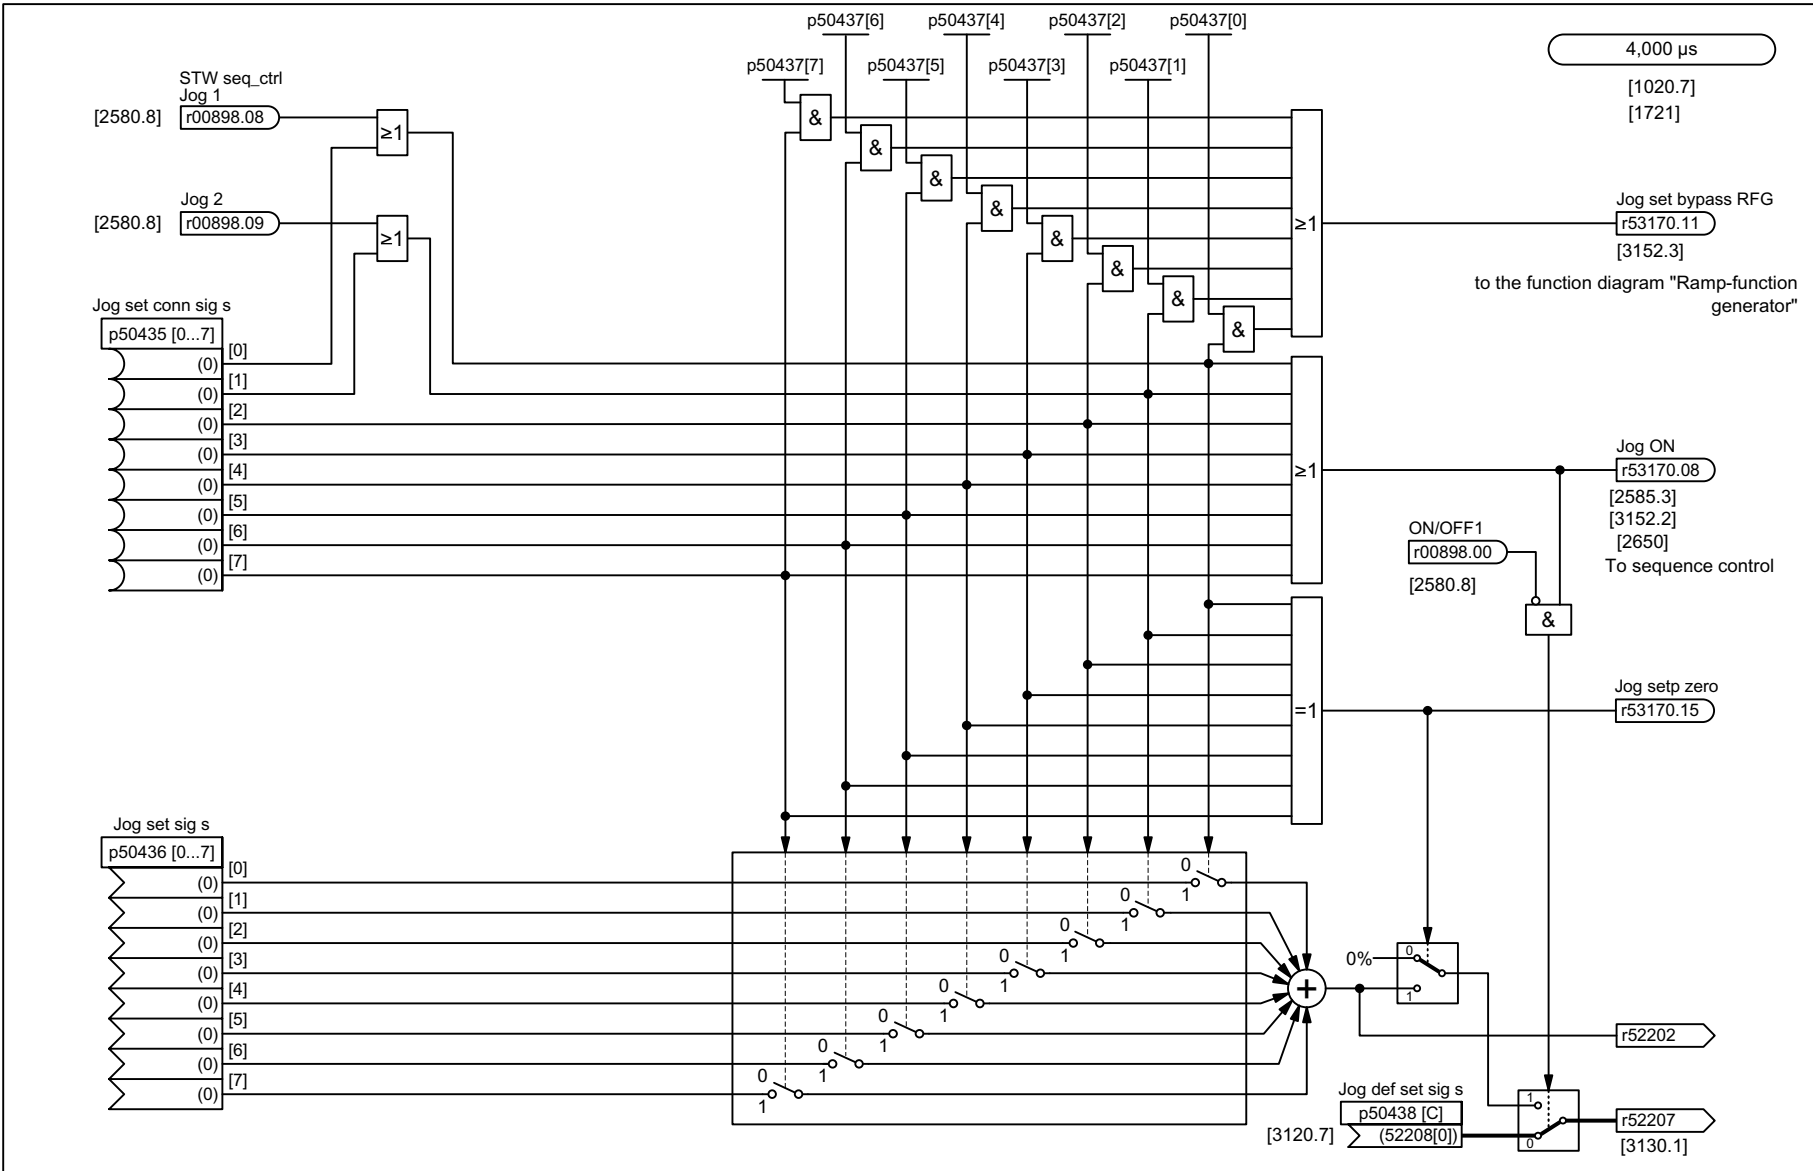 p50437[6]
p50437[4]
p50437[2]
p50437[0]
p50437[7]
p50437[5]
p50437[3]
p50437[1]
4,000 µs
[1020.7]
[1721]
STW seq_ctrl
Jog 1
[2580.8]
r00898.08
≥1
Jog 2
[2580.8]
r00898.09
≥1
&
&
&
&
&
&
&
&
≥1
Jog set bypass RFG
r53170.11
[3152.3]
to the function diagram "Ramp-function
generator"
Jog set conn sig s
p50435 [0...7]
(0)
[0]
(0)
[1]
(0)
[2]
(0)
[3]
(0)
[4]
(0)
[5]
(0)
[6]
(0)
[7]
≥1
Jog ON
r53170.08
[2585.3]
[3152.2]
[2650]
To sequence control
ON/OFF1
r00898.00
[2580.8]
&
=1
Jog setp zero
r53170.15
Jog set sig s
p50436 [0...7]
(0)
[0]
(0)
[1]
(0)
[2]
(0)
[3]
(0)
[4]
(0)
[5]
(0)
[6]
(0)
[7]
0
1
0
1
0
1
0
1
0
1
0
1
0
1
0
1
+
0%
0
1
r52202
Jog def set sig s
p50438 [C]
[3120.7]
(52208[0])
1
0
r52207
[3130.1]